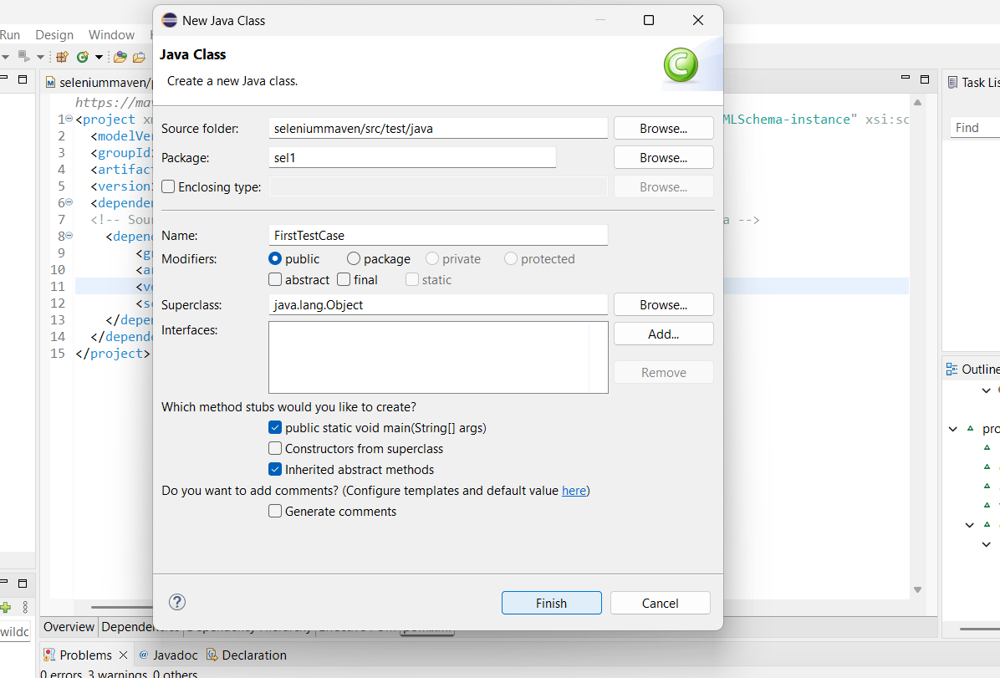 New Java Class
Run Design Window
Java Class
Create a new Java class.
seleniummaven/
Task Lis
https://ma
Source folder: seleniummaven/src/test/java Browse...
Package: sel1 Browse...
Enclosing type: Browse...
Name: FirstTestCase
Modifiers: public package private protected
abstract final static
Superclass: java.lang.Object Browse...
Interfaces: Add...
Remove
Which method stubs would you like to create?
public static void main(String[] args)
Constructors from superclass
Inherited abstract methods
Do you want to add comments? (Configure templates and default value here)
Generate comments
Finish Cancel
1 <project MLSchema-instance" xsi:sc
2 <modelVer
3 <groupId
4 <artifact
5 <version
6 <depender
7 <!-- Sour a -->
8 <depend
9 <g
10 <a
11 <ve
12 <s
13 </deper
14 </depende
15 </project>
Find
Outline
pro
wildc
Overview
Problems Javadoc Declaration
0 errors, 3 warnings, 0 others